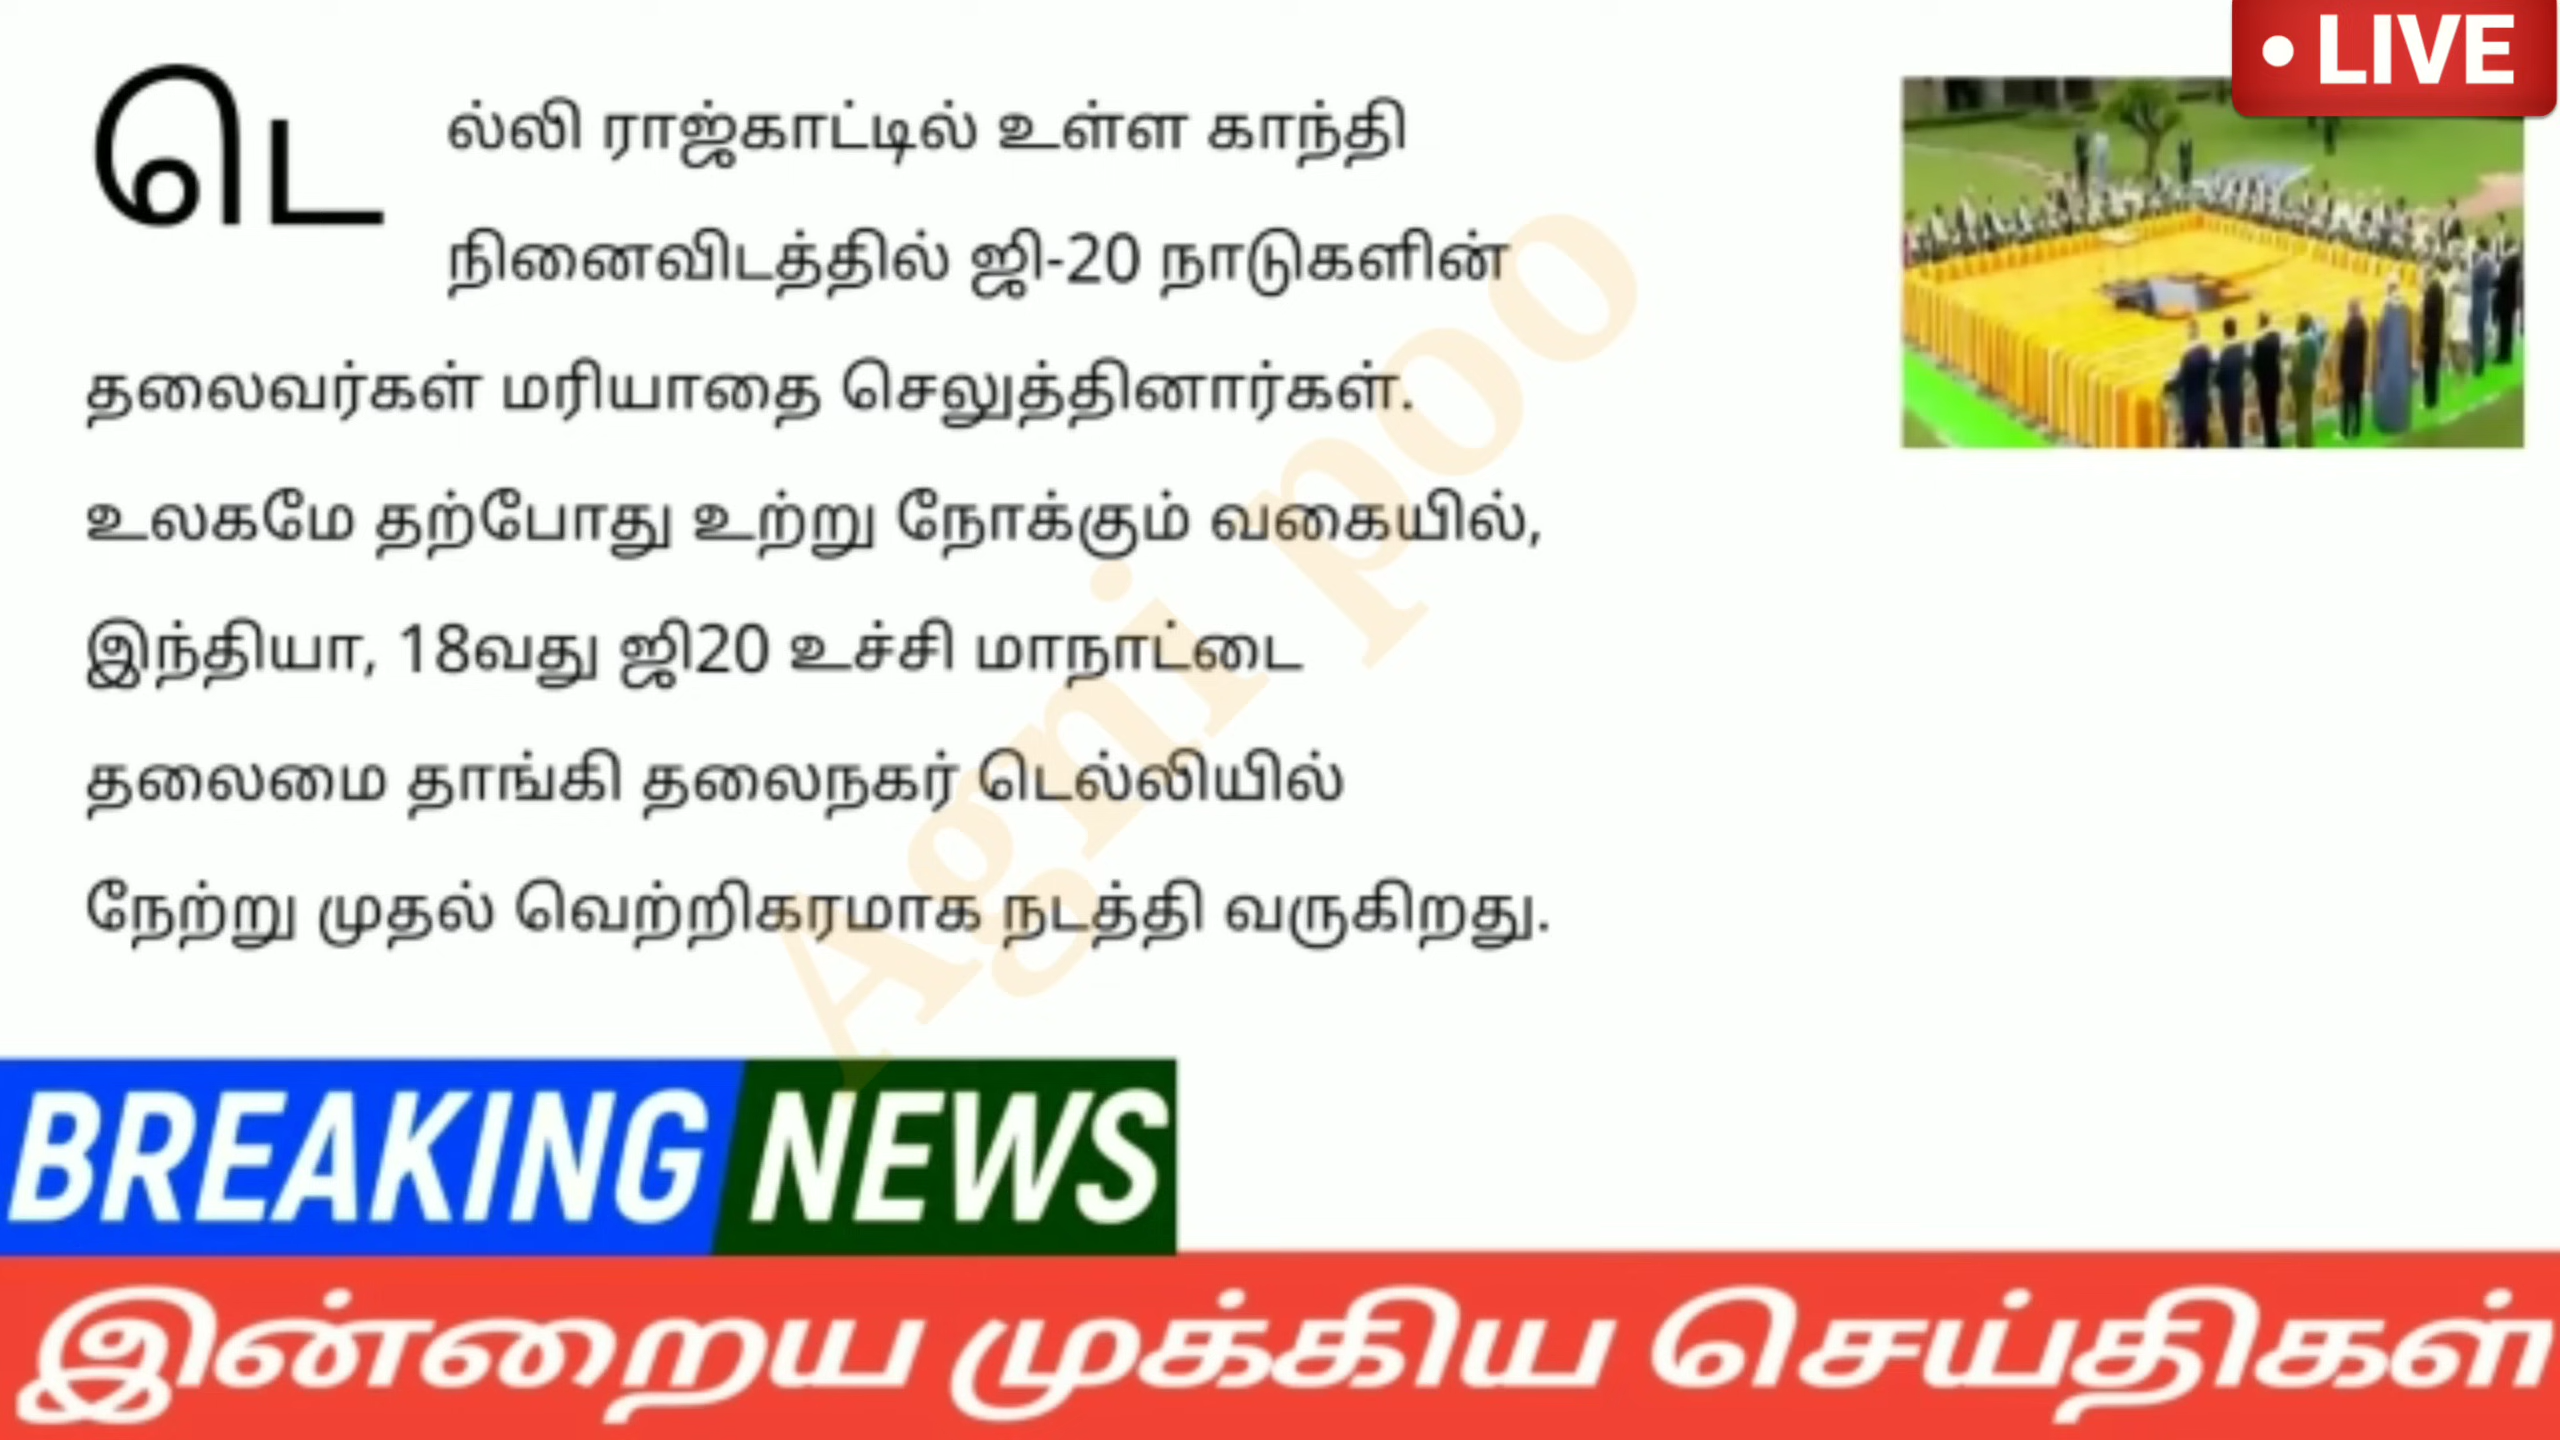 • LIVE
டெல்லி ராஜ்காட்டில் உள்ள காந்தி
நினைவிடத்தில் ஜி-20 நாடுகளின்
தலைவர்கள் மரியாதை செலுத்தினார்கள்.
உலகமே தற்போது உற்று நோக்கும் வகையில்,
இந்தியா, 18வது ஜி20 உச்சி மாநாட்டை
தலைமை தாங்கி தலைநகர் டெல்லியில்
நேற்று முதல் வெற்றிகரமாக நடத்தி வருகிறது.
Agni poo
BREAKING NEWS
இன்றைய முக்கிய செய்திகள்